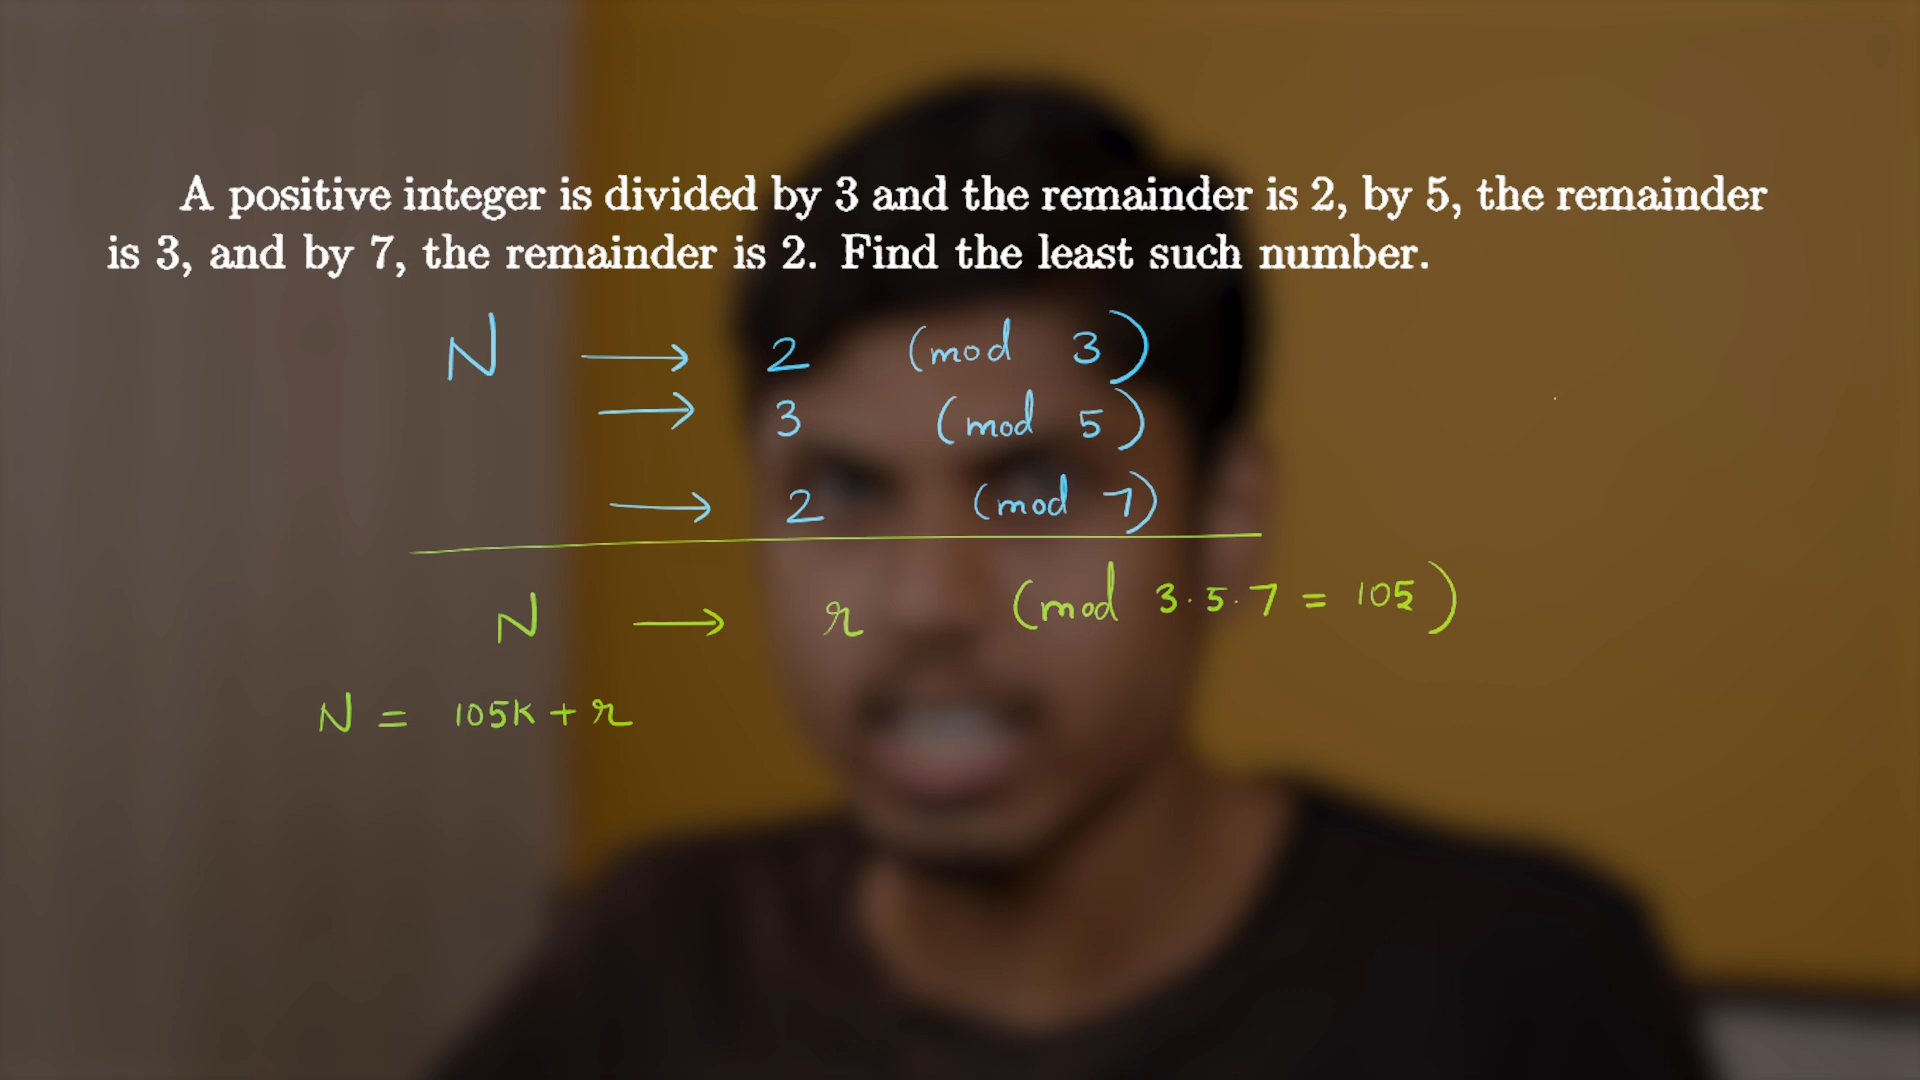 A positive integer is divided by 3 and the remainder is 2, by 5, the remainder
is 3, and by 7, the remainder is 2. Find the least such number.
N → 2 (mod 3)
→ 3 (mod 5)
→ 2 (mod 7)
N → r (mod 3·5·7 = 105)
N = 105K + r